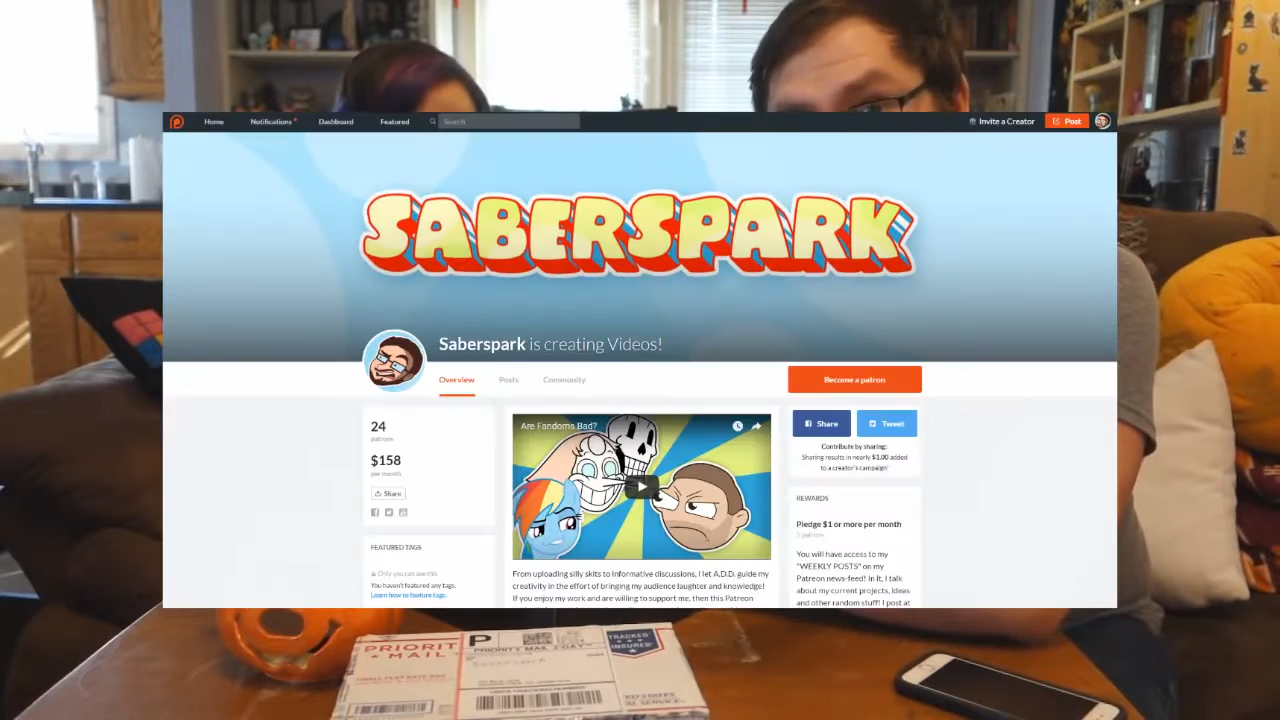 Home Notifications Dashboard Featured Search Invite a Creator Post
SABERSPARK
Saberspark is creating Videos!
Overview Posts Community Become a patron
24
patrons
$158
per month
Share
FEATURED TAGS
Only you can see this
You haven't featured any tags.
Learn how to feature tags.
Are Fandoms Bad?
From uploading silly skits to informative discussions, I let A.D.D. guide my
creativity in the effort of bringing my audience laughter and knowledge!
If you enjoy my work and are willing to support me, then this Patreon
Share Tweet
Contribute by sharing:
Sharing results in nearly $1.00 added
to a creator's campaign!
REWARDS
Pledge $1 or more per month
5 patrons
You will have access to my
"WEEKLY POSTS" on my
Patreon news-feed! In it, I talk
about my current projects, ideas
and other random stuff! I post at
PRIORIT
MAIL
P
PRIORITY MAIL 2-DAY
TRACKED
INSURED